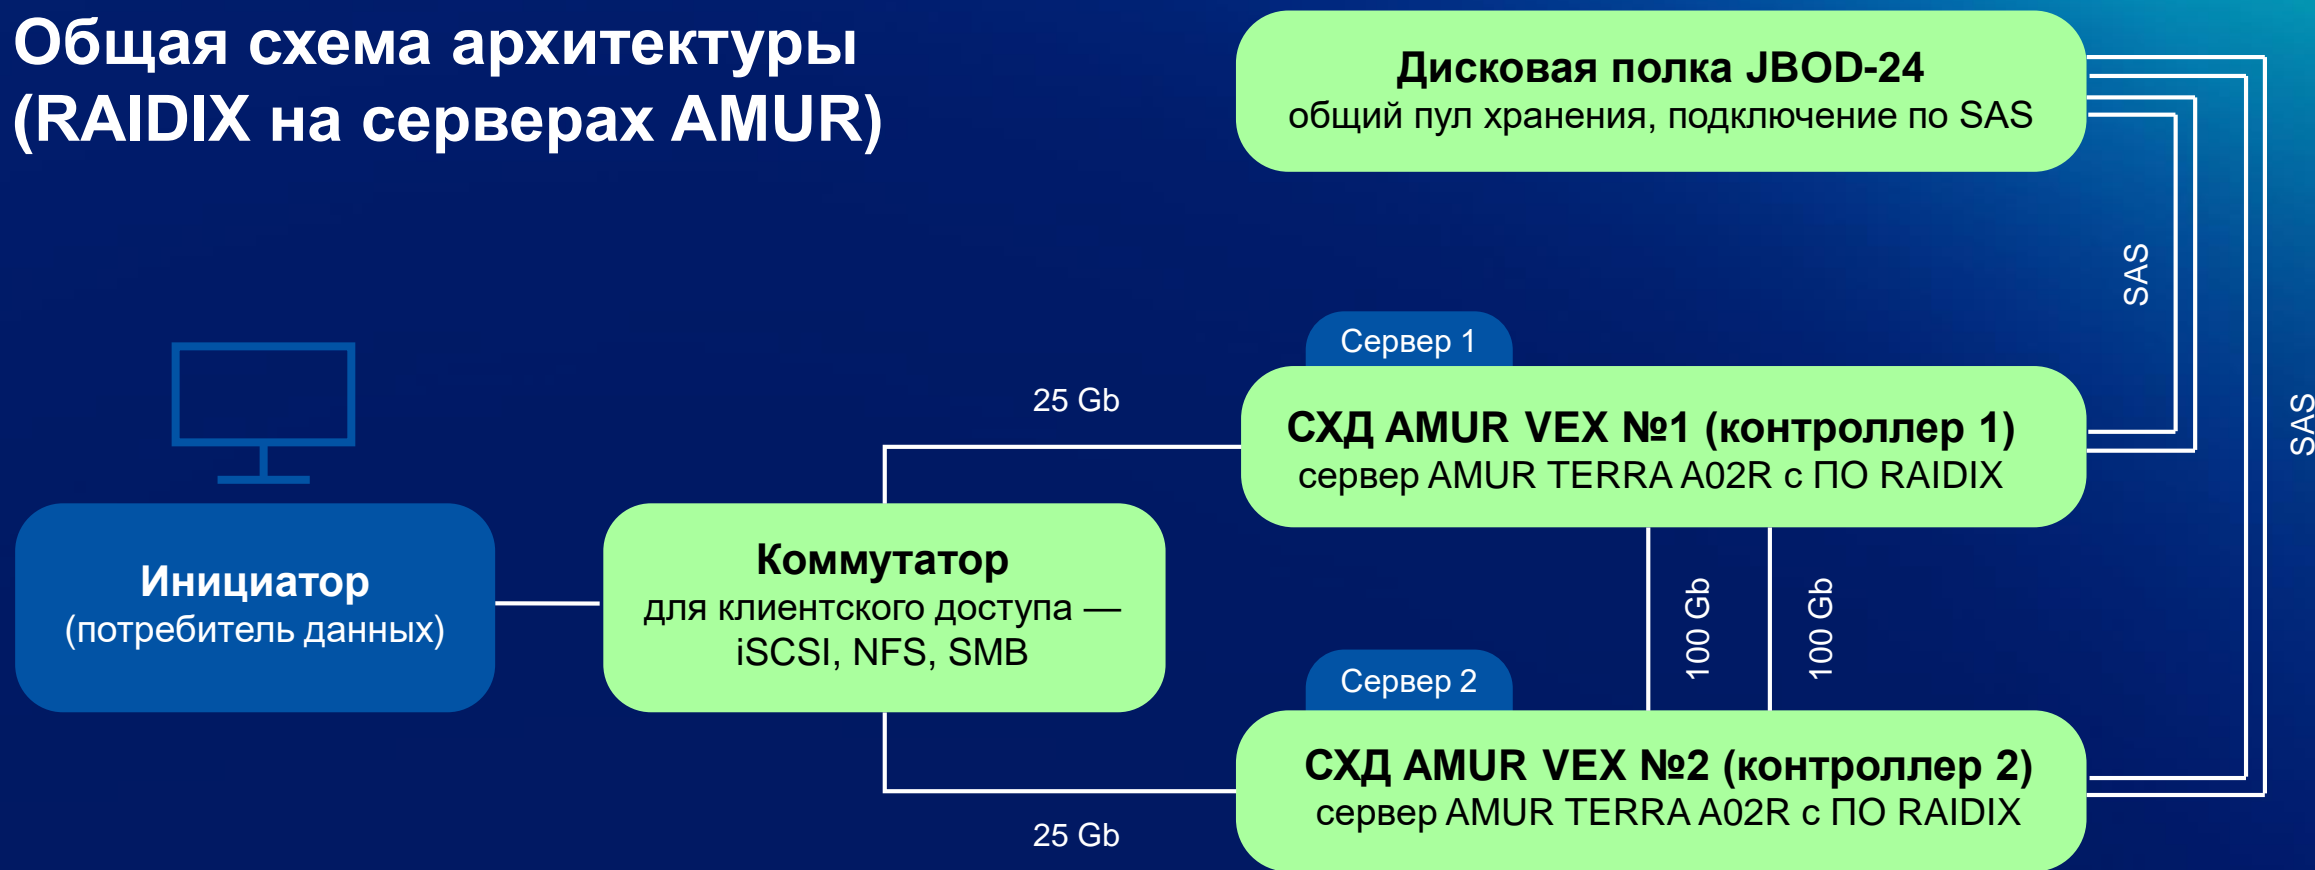 Общая схема архитектуры
(RAIDIX на серверах AMUR)
Дисковая полка JBOD-24
общий пул хранения, подключение по SAS
SAS
SAS
Сервер 1
25 Gb
СХД AMUR VEX №1 (контроллер 1)
сервер AMUR TERRA A02R с ПО RAIDIX
Инициатор
(потребитель данных)
Коммутатор
для клиентского доступа —
iSCSI, NFS, SMB
100 Gb
100 Gb
Сервер 2
СХД AMUR VEX №2 (контроллер 2)
сервер AMUR TERRA A02R с ПО RAIDIX
25 Gb